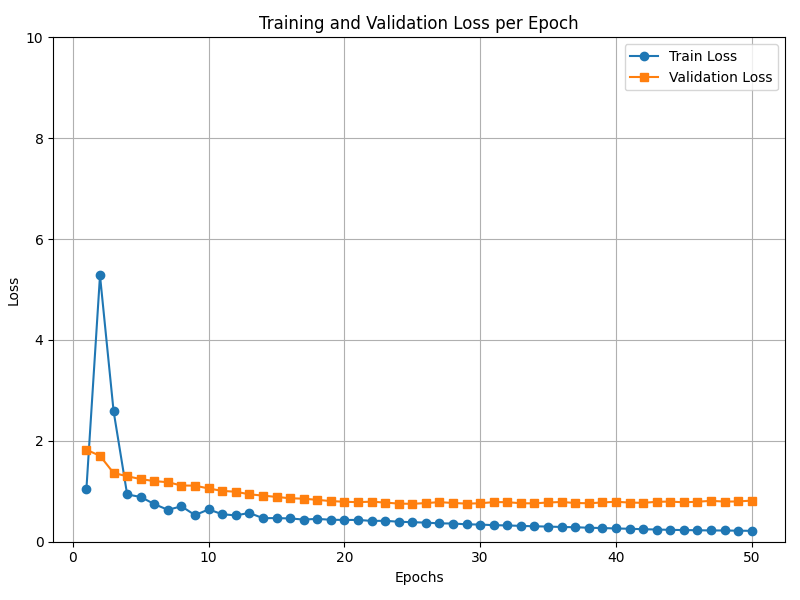 Training and Validation Loss per Epoch
Train Loss
Validation Loss
Loss
10
8
6
4
2
0
0 10 20 30 40 50
Epochs